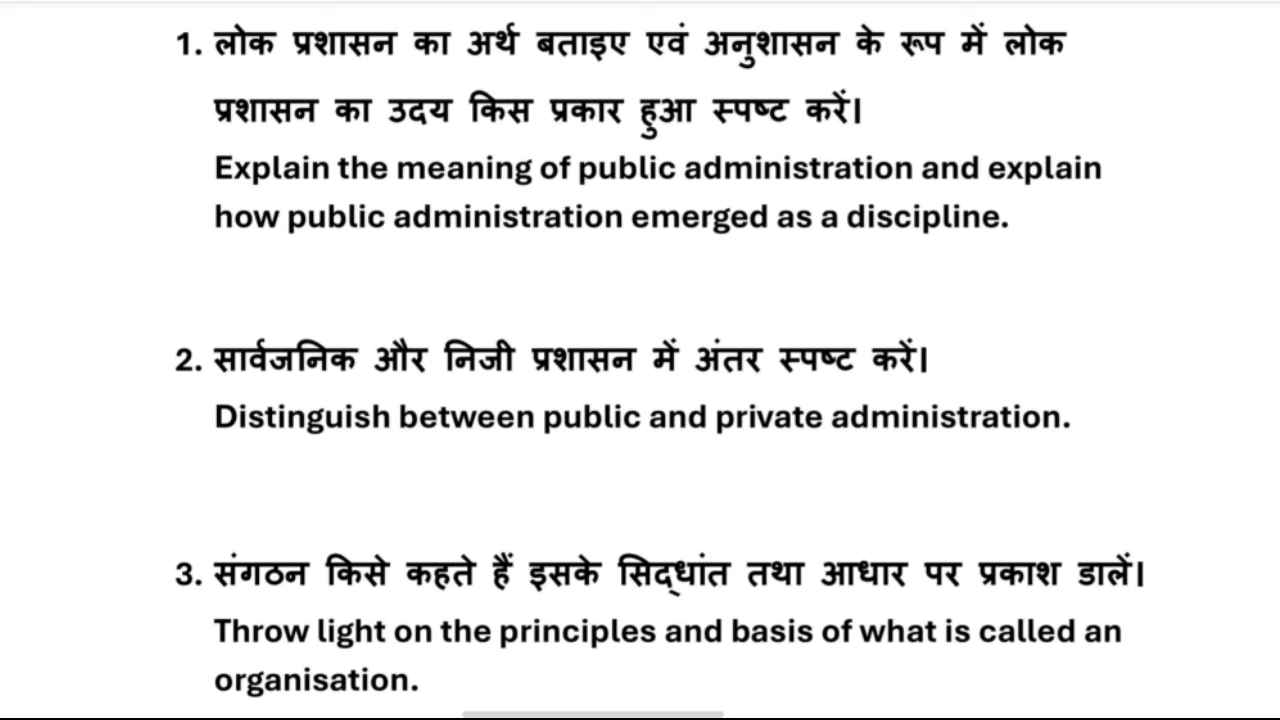 1. लोक प्रशासन का अर्थ बताइए एवं अनुशासन के रूप में लोक
प्रशासन का उदय किस प्रकार हुआ स्पष्ट करें।
Explain the meaning of public administration and explain
how public administration emerged as a discipline.
2. सार्वजनिक और निजी प्रशासन में अंतर स्पष्ट करें।
Distinguish between public and private administration.
3. संगठन किसे कहते हैं इसके सिद्धांत तथा आधार पर प्रकाश डालें।
Throw light on the principles and basis of what is called an
organisation.